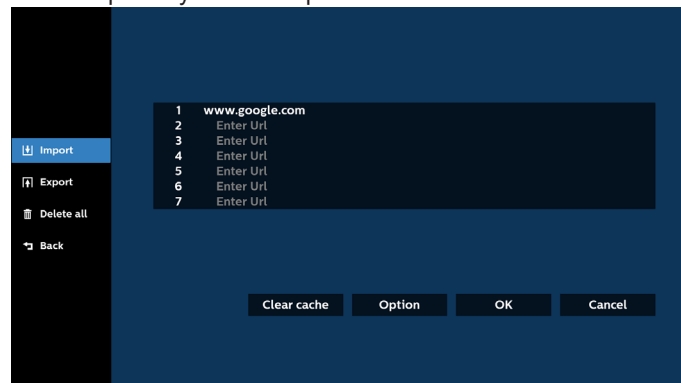 1 www.google.com
2 Enter Url
3 Enter Url
4 Enter Url
5 Enter Url
6 Enter Url
7 Enter Url
Import
Export
Delete all
Back
Clear cache Option OK Cancel